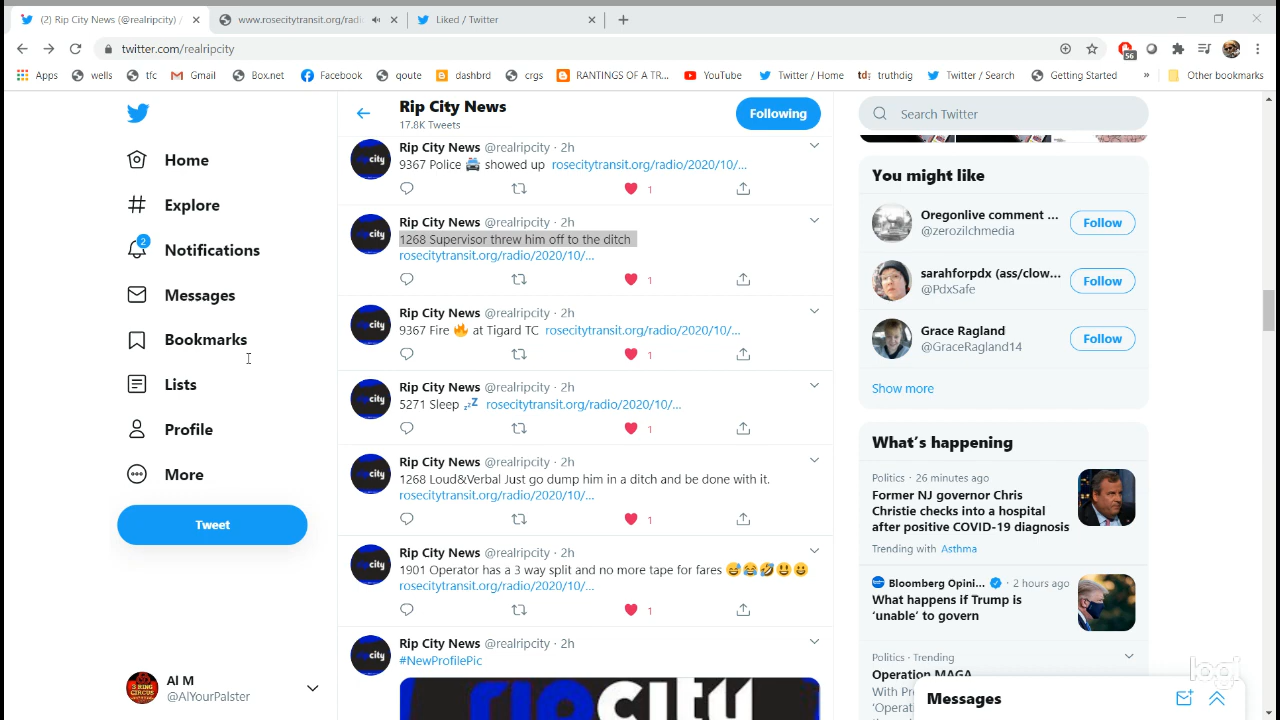 (2) Rip City News (@realripcity) /
www.rosecitytransit.org/radi
Liked / Twitter
twitter.com/realripcity
56
Apps
wells
tfc
Gmail
Box.net
Facebook
qoute
dashbrd
crgs
RANTINGS OF A TR...
YouTube
Twitter / Home
td:
truthdig
Twitter / Search
Getting Started
»
Other bookmarks
Home
Explore
2
Notifications
Messages
Bookmarks
Lists
Profile
More
Tweet
Al M
@AlYourPalster
Rip City News
17.8K Tweets
Following
Rip City News @realripcity · 2h
9367 Police 🚔 showed up rosecitytransit.org/radio/2020/10/...
1
Rip City News @realripcity · 2h
1268 Supervisor threw him off to the ditch
rosecitytransit.org/radio/2020/10/...
1
Rip City News @realripcity · 2h
9367 Fire 🔥 at Tigard TC rosecitytransit.org/radio/2020/10/...
1
Rip City News @realripcity · 2h
5271 Sleep 💤 rosecitytransit.org/radio/2020/10/...
1
Rip City News @realripcity · 2h
1268 Loud&Verbal Just go dump him in a ditch and be done with it.
rosecitytransit.org/radio/2020/10/...
1
Rip City News @realripcity · 2h
1901 Operator has a 3 way split and no more tape for fares 😅😂🤣😃😀
rosecitytransit.org/radio/2020/10/...
1
Rip City News @realripcity · 2h
#NewProfilePic
ripcity
Search Twitter
You might like
Oregonlive comment ...
@zerozilchmedia
Follow
sarahforpdx (ass/clow...
@PdxSafe
Follow
Grace Ragland
@GraceRagland14
Follow
Show more
What's happening
Politics · 26 minutes ago
Former NJ governor Chris
Christie checks into a hospital
after positive COVID-19 diagnosis
Trending with Asthma
Bloomberg Opini... · 2 hours ago
What happens if Trump is
'unable' to govern
Politics · Trending
Operation MAGA
With Pr
'Operat
Messages
logi